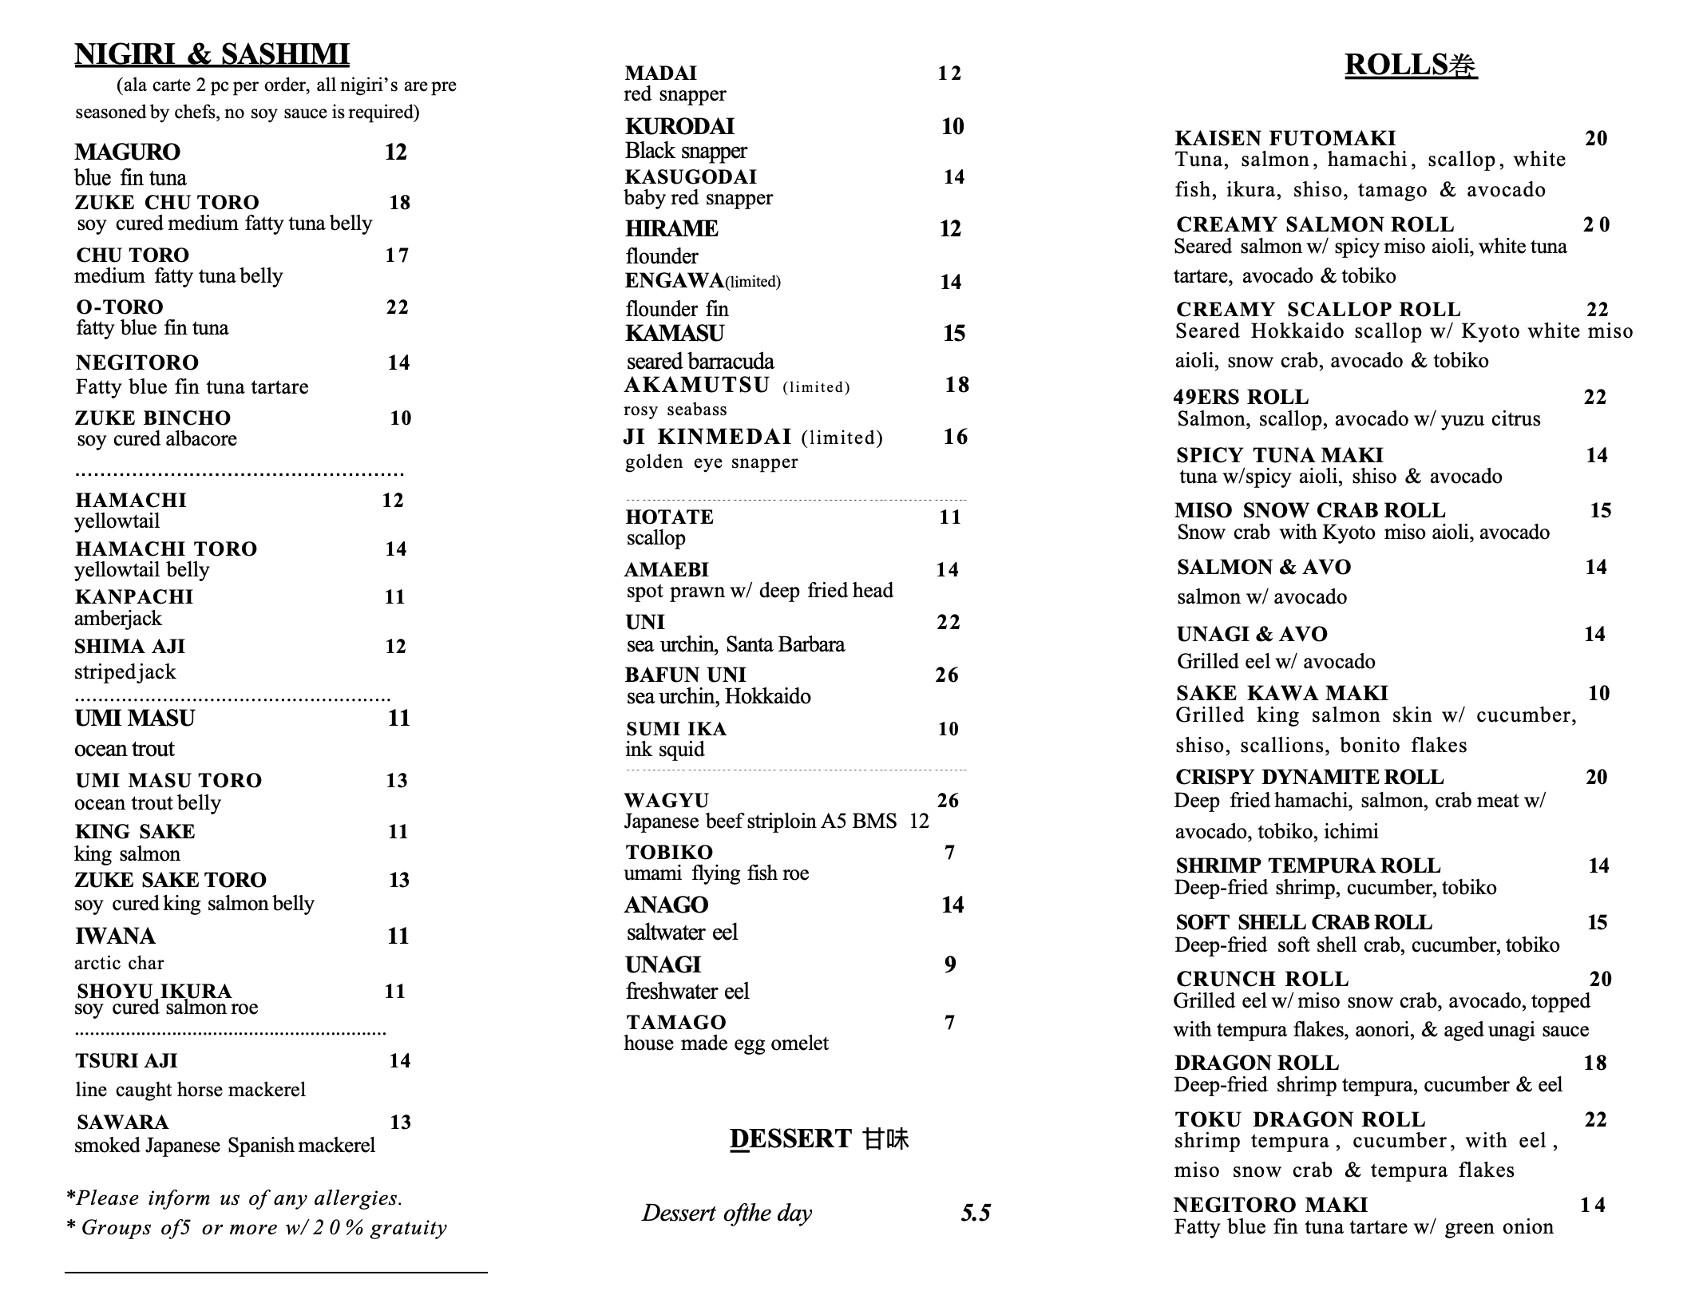 NIGIRI & SASHIMI
(ala carte 2 pc per order, all nigiri's are pre
seasoned by chefs, no soy sauce is required)
MAGURO 12
blue fin tuna
ZUKE CHU TORO 18
soy cured medium fatty tuna belly
CHU TORO 17
medium fatty tuna belly
O-TORO 22
fatty blue fin tuna
NEGITORO 14
Fatty blue fin tuna tartare
ZUKE BINCHO 10
soy cured albacore
HAMACHI 12
yellowtail
HAMACHI TORO 14
yellowtail belly
KANPACHI 11
amberjack
SHIMA AJI 12
striped jack
UMI MASU 11
ocean trout
UMI MASU TORO 13
ocean trout belly
KING SAKE 11
king salmon
ZUKE SAKE TORO 13
soy cured king salmon belly
IWANA 11
arctic char
SHOYU IKURA 11
soy cured salmon roe
TSURI AJI 14
line caught horse mackerel
SAWARA 13
smoked Japanese Spanish mackerel
*Please inform us of any allergies.
* Groups of5 or more w/ 20% gratuity
MADAI 12
red snapper
KURODAI 10
Black snapper
KASUGODAI 14
baby red snapper
HIRAME 12
flounder
ENGAWA(limited) 14
flounder fin
KAMASU 15
seared barracuda
AKAMUTSU (limited) 18
rosy seabass
JI KINMEDAI (limited) 16
golden eye snapper
HOTATE 11
scallop
AMAEBI 14
spot prawn w/ deep fried head
UNI 22
sea urchin, Santa Barbara
BAFUN UNI 26
sea urchin, Hokkaido
SUMI IKA 10
ink squid
WAGYU 26
Japanese beef striploin A5 BMS 12
TOBIKO 7
umami flying fish roe
ANAGO 14
saltwater eel
UNAGI 9
freshwater eel
TAMAGO 7
house made egg omelet
DESSERT 甘味
Dessert ofthe day 5.5
ROLLS巻
KAISEN FUTOMAKI 20
Tuna, salmon, hamachi, scallop, white
fish, ikura, shiso, tamago & avocado
CREAMY SALMON ROLL 20
Seared salmon w/ spicy miso aioli, white tuna
tartare, avocado & tobiko
CREAMY SCALLOP ROLL 22
Seared Hokkaido scallop w/ Kyoto white miso
aioli, snow crab, avocado & tobiko
49ERS ROLL 22
Salmon, scallop, avocado w/ yuzu citrus
SPICY TUNA MAKI 14
tuna w/spicy aioli, shiso & avocado
MISO SNOW CRAB ROLL 15
Snow crab with Kyoto miso aioli, avocado
SALMON & AVO 14
salmon w/ avocado
UNAGI & AVO 14
Grilled eel w/ avocado
SAKE KAWA MAKI 10
Grilled king salmon skin w/ cucumber,
shiso, scallions, bonito flakes
CRISPY DYNAMITE ROLL 20
Deep fried hamachi, salmon, crab meat w/
avocado, tobiko, ichimi
SHRIMP TEMPURA ROLL 14
Deep-fried shrimp, cucumber, tobiko
SOFT SHELL CRAB ROLL 15
Deep-fried soft shell crab, cucumber, tobiko
CRUNCH ROLL 20
Grilled eel w/ miso snow crab, avocado, topped
with tempura flakes, aonori, & aged unagi sauce
DRAGON ROLL 18
Deep-fried shrimp tempura, cucumber & eel
TOKU DRAGON ROLL 22
shrimp tempura, cucumber, with eel,
miso snow crab & tempura flakes
NEGITORO MAKI 14
Fatty blue fin tuna tartare w/ green onion